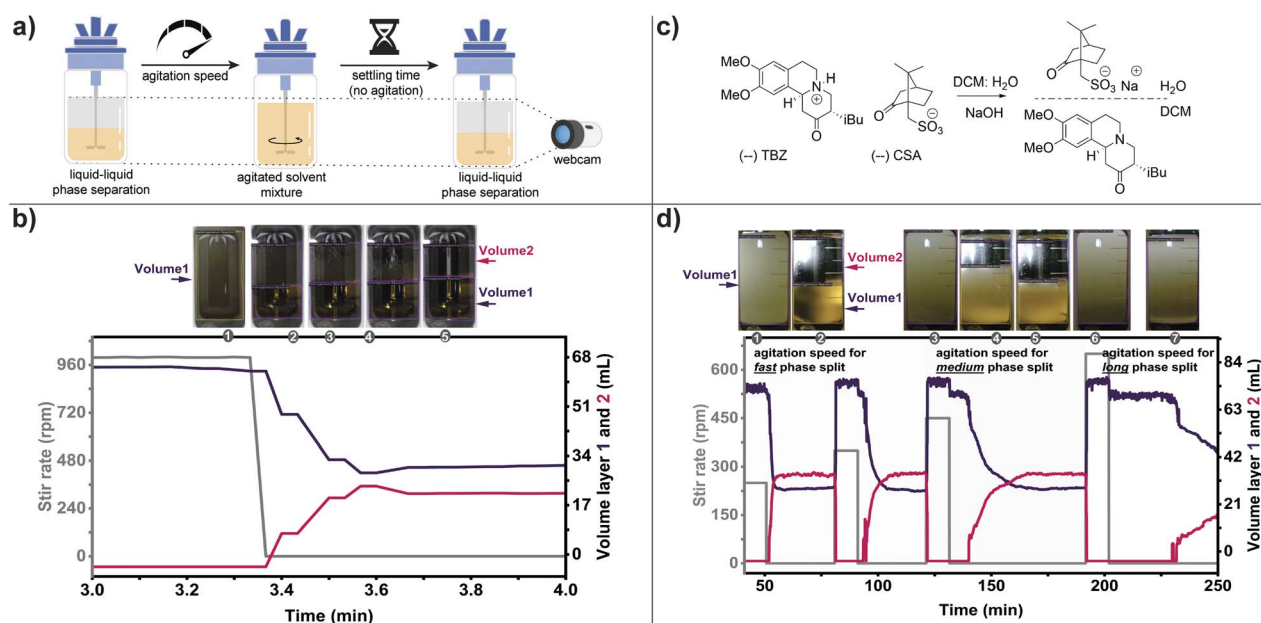 a)
agitation speed
settling time
(no agitation)
liquid-liquid
phase separation
agitated solvent
mixture
liquid-liquid
phase separation
webcam
b)
Volume1
Volume2
Volume1
1
2
3
4
5
960
720
480
240
0
Stir rate (rpm)
68
51
34
17
0
Volume layer 1 and 2 (mL)
3.0
3.2
3.4
3.6
3.8
4.0
Time (min)
c)
MeO
MeO
N
H
H
O
iBu
(--) TBZ
O
SO3
(--) CSA
DCM: H2O
NaOH
O
SO3
Na
H2O
DCM
MeO
MeO
N
H
O
iBu
d)
Volume1
Volume2
Volume1
1
2
3
4
5
6
7
agitation speed for
fast phase split
agitation speed for
medium phase split
agitation speed for
long phase split
600
450
300
150
0
Stir rate (rpm)
84
63
42
21
0
Volume layer 1 and 2 (mL)
50
100
150
200
250
Time (min)